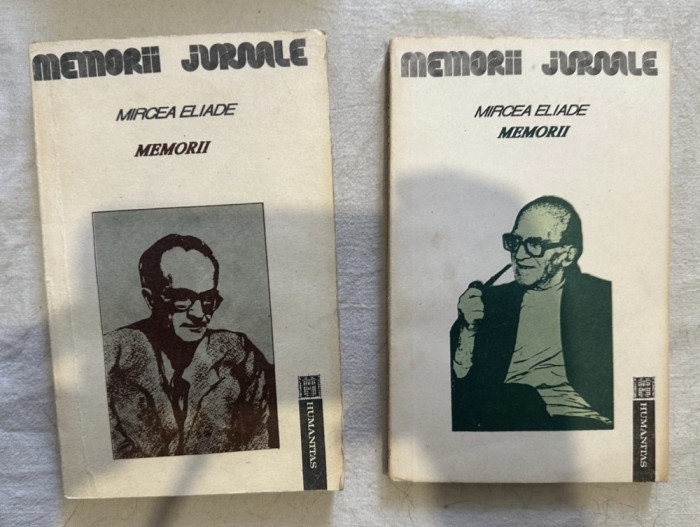 MEMORII JURNALE
MIRCEA ELIADE
MEMORII
HUMANITAS
MEMORII JURNALE
MIRCEA ELIADE
MEMORII
HUMANITAS